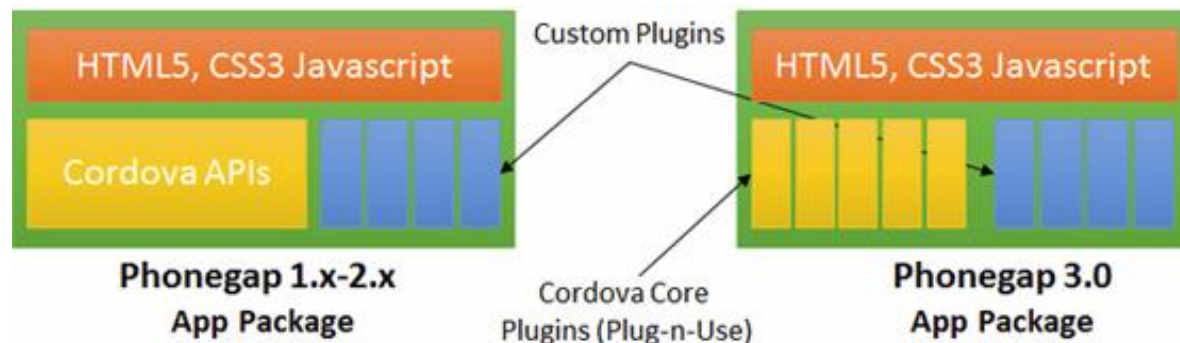 HTML5, CSS3 Javascript
Cordova APIs
Phonegap 1.x-2.x
App Package
Custom Plugins
Cordova Core
Plugins (Plug-n-Use)
HTML5, CSS3 Javascript
Phonegap 3.0
App Package